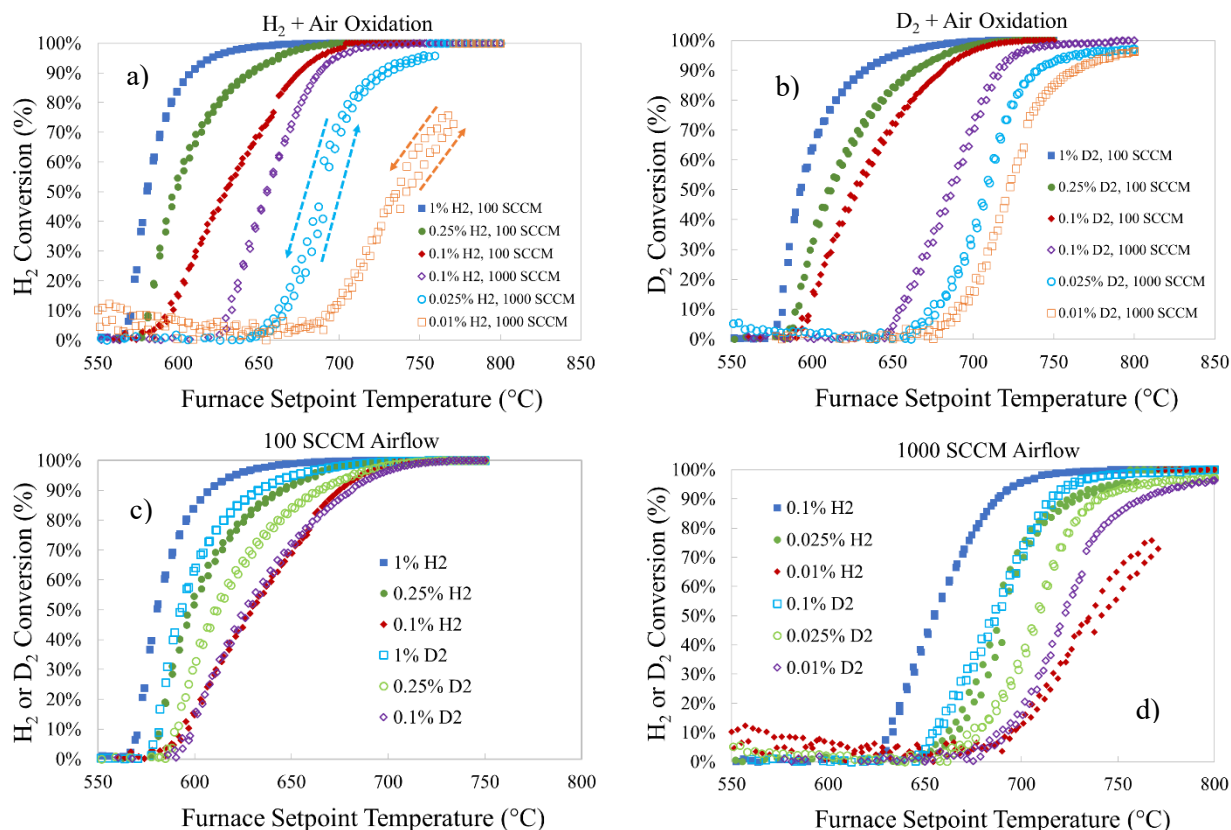 H₂ + Air Oxidation
a)
H₂ Conversion (%)
100%
90%
80%
70%
60%
50%
40%
30%
20%
10%
0%
1% H2, 100 SCCM
0.25% H2, 100 SCCM
0.1% H2, 100 SCCM
0.1% H2, 1000 SCCM
0.025% H2, 1000 SCCM
0.01% H2, 1000 SCCM
550 600 650 700 750 800 850
Furnace Setpoint Temperature (°C)
D₂ + Air Oxidation
b)
D₂ Conversion (%)
100%
90%
80%
70%
60%
50%
40%
30%
20%
10%
0%
1% D2, 100 SCCM
0.25% D2, 100 SCCM
0.1% D2, 100 SCCM
0.1% D2, 1000 SCCM
0.025% D2, 1000 SCCM
0.01% D2, 1000 SCCM
550 600 650 700 750 800 850
Furnace Setpoint Temperature (°C)
100 SCCM Airflow
c)
H₂ or D₂ Conversion (%)
100%
90%
80%
70%
60%
50%
40%
30%
20%
10%
0%
1% H2
0.25% H2
0.1% H2
1% D2
0.25% D2
0.1% D2
550 600 650 700 750 800
Furnace Setpoint Temperature (°C)
1000 SCCM Airflow
d)
H₂ or D₂ Conversion (%)
100%
90%
80%
70%
60%
50%
40%
30%
20%
10%
0%
0.1% H2
0.025% H2
0.01% H2
0.1% D2
0.025% D2
0.01% D2
550 600 650 700 750 800
Furnace Setpoint Temperature (°C)